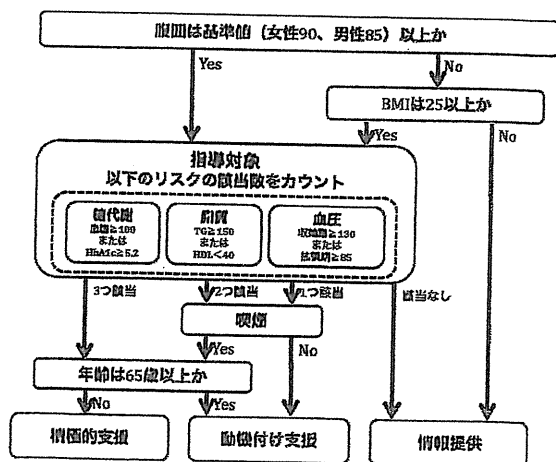 腹囲は基準値（女性90、男性85）以上か
Yes
No
BMIは25以上か
Yes
No
指導対象
以下のリスクの該当数をカウント
糖代謝
血糖≥100
または
HbA1c≥5.2
脂質
TG≥150
または
HDL<40
血圧
収縮期≥130
または
拡張期≥85
3つ該当
2つ該当
1つ該当
該当なし
喫煙
Yes
No
年齢は65歳以上か
No
Yes
積極的支援
動機付け支援
情報提供